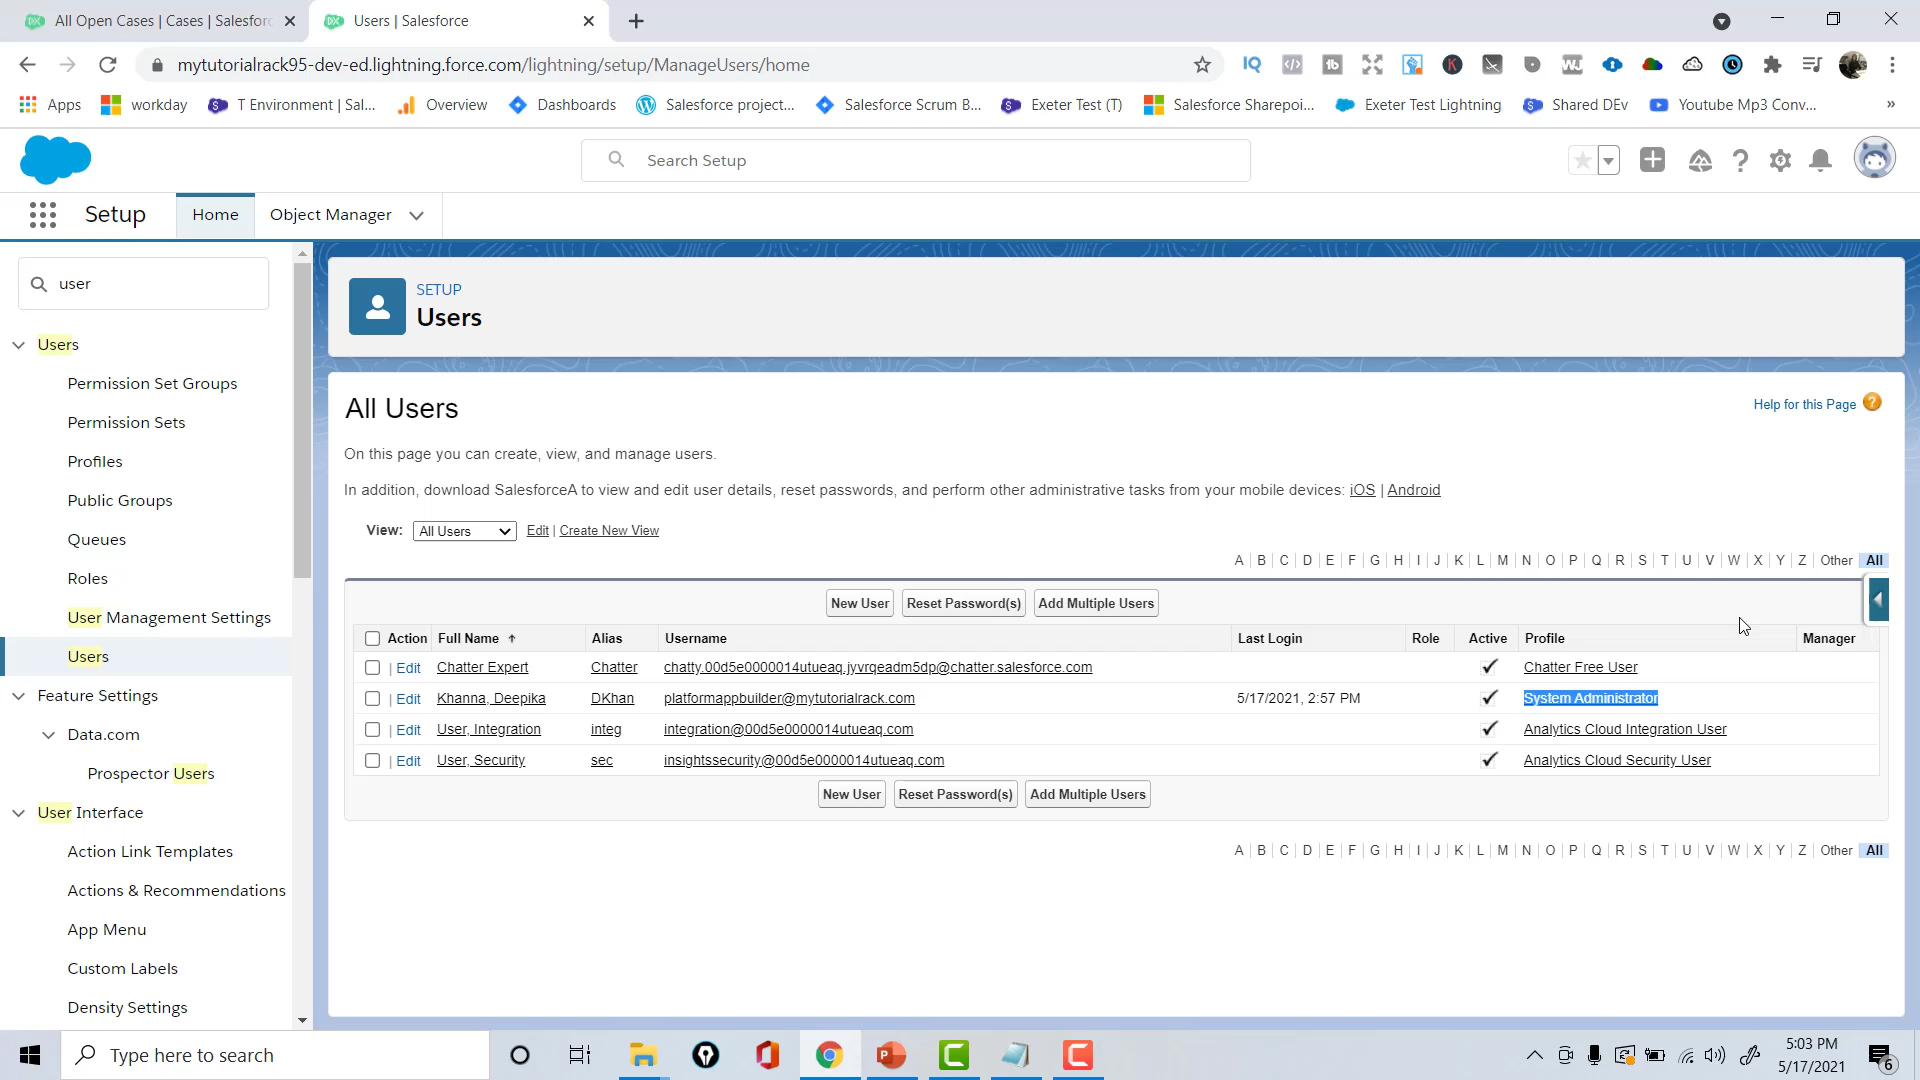 All Open Cases | Cases | Salesforc
Users | Salesforce
mytutorialrack95-dev-ed.lightning.force.com/lightning/setup/ManageUsers/home
Apps
workday
T Environment | Sal...
Overview
Dashboards
Salesforce project...
Salesforce Scrum B...
Exeter Test (T)
Salesforce Sharepoi...
Exeter Test Lightning
Shared DEv
Youtube Mp3 Conv...
Search Setup
Setup
Home
Object Manager
user
Users
Permission Set Groups
Permission Sets
Profiles
Public Groups
Queues
Roles
User Management Settings
Users
Feature Settings
Data.com
Prospector Users
User Interface
Action Link Templates
Actions & Recommendations
App Menu
Custom Labels
Density Settings
SETUP
Users
All Users
Help for this Page
On this page you can create, view, and manage users.
In addition, download SalesforceA to view and edit user details, reset passwords, and perform other administrative tasks from your mobile devices: iOS | Android
View: All Users Edit | Create New View
A | B | C | D | E | F | G | H | I | J | K | L | M | N | O | P | Q | R | S | T | U | V | W | X | Y | Z | Other All
New User Reset Password(s) Add Multiple Users
Action Full Name Alias Username Last Login Role Active Profile Manager
| Edit Chatter Expert Chatter chatty.00d5e0000014utueaq.jyvrqeadm5dp@chatter.salesforce.com Chatter Free User
| Edit Khanna, Deepika DKhan platformappbuilder@mytutorialrack.com 5/17/2021, 2:57 PM System Administrator
| Edit User, Integration integ integration@00d5e0000014utueaq.com Analytics Cloud Integration User
| Edit User, Security sec insightssecurity@00d5e0000014utueaq.com Analytics Cloud Security User
New User Reset Password(s) Add Multiple Users
A | B | C | D | E | F | G | H | I | J | K | L | M | N | O | P | Q | R | S | T | U | V | W | X | Y | Z | Other All
Type here to search
5:03 PM
5/17/2021
6